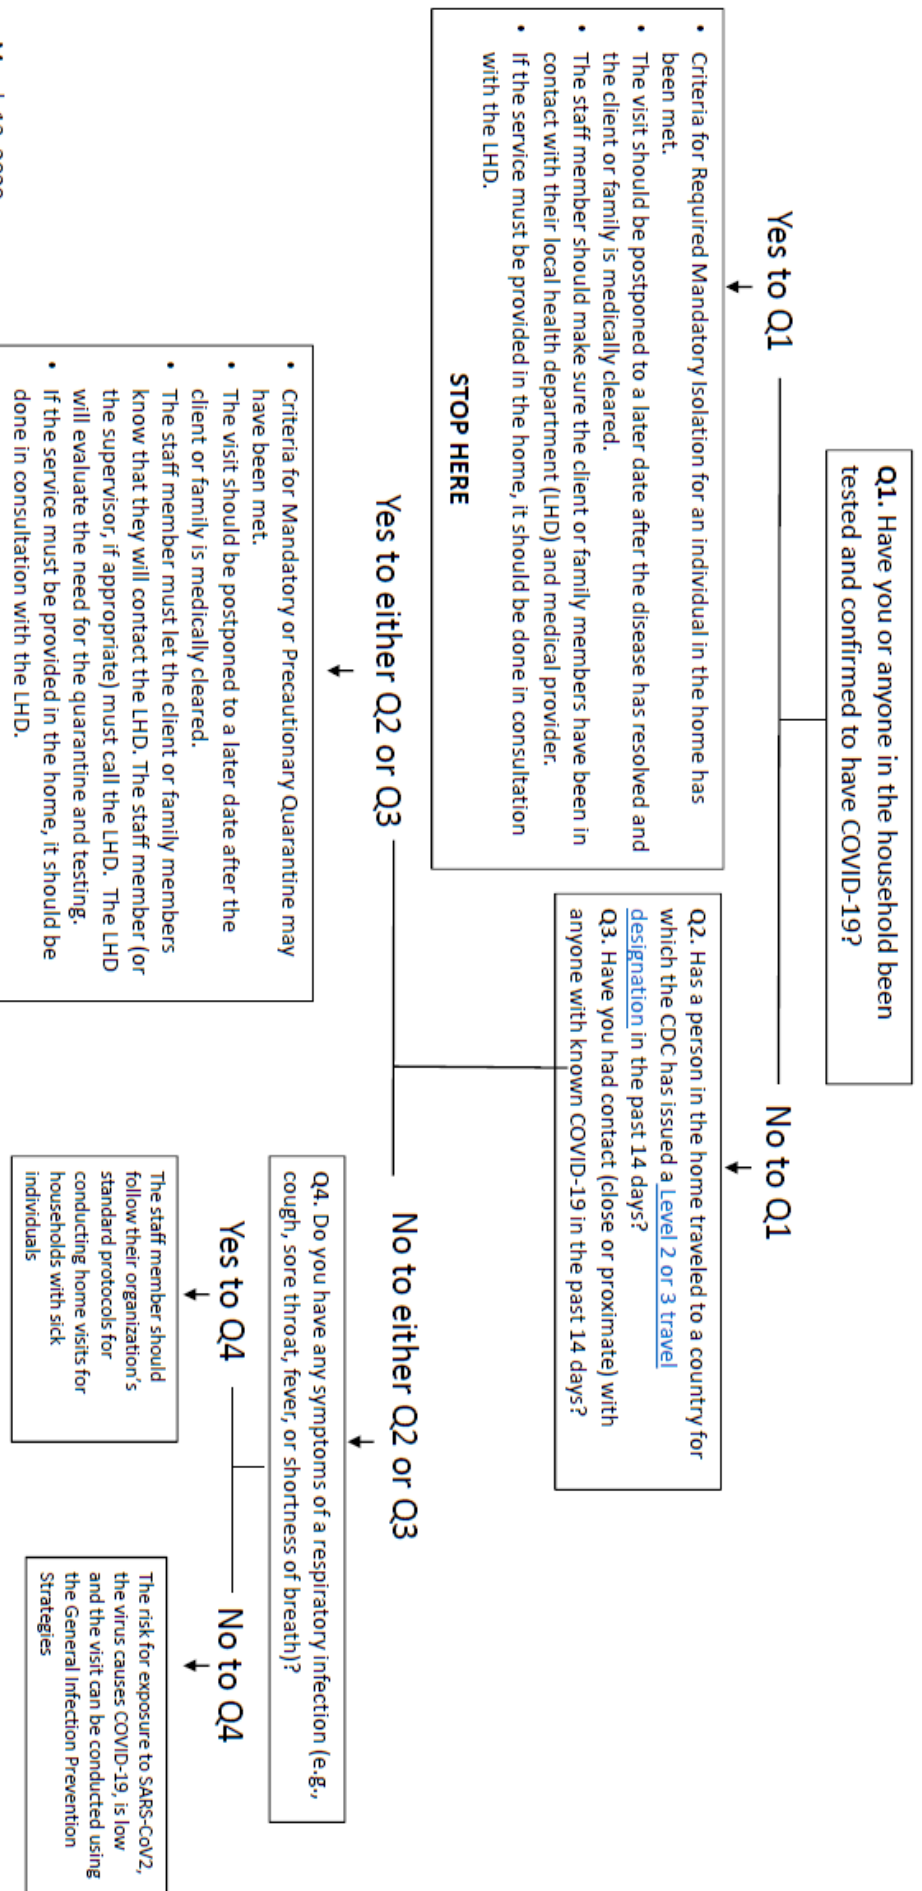 Q1. Have you or anyone in the household been
tested and confirmed to have COVID-19?
Yes to Q1
No to Q1
• Criteria for Required Mandatory Isolation for an individual in the home has
been met.
• The visit should be postponed to a later date after the disease has resolved and
the client or family is medically cleared.
• The staff member should make sure the client or family members have been in
contact with their local health department (LHD) and medical provider.
• If the service must be provided in the home, it should be done in consultation
with the LHD.
STOP HERE
Q2. Has a person in the home traveled to a country for
which the CDC has issued a Level 2 or 3 travel
designation in the past 14 days?
Q3. Have you had contact (close or proximate) with
anyone with known COVID-19 in the past 14 days?
Yes to either Q2 or Q3
No to either Q2 or Q3
• Criteria for Mandatory or Precautionary Quarantine may
have been met.
• The visit should be postponed to a later date after the
client or family is medically cleared.
• The staff member must let the client or family members
know that they will contact the LHD. The staff member (or
the supervisor, if appropriate) must call the LHD. The LHD
will evaluate the need for the quarantine and testing.
• If the service must be provided in the home, it should be
done in consultation with the LHD.
Q4. Do you have any symptoms of a respiratory infection (e.g.,
cough, sore throat, fever, or shortness of breath)?
Yes to Q4
No to Q4
The staff member should
follow their organization's
standard protocols for
conducting home visits for
households with sick
individuals
The risk for exposure to SARS-CoV2,
the virus causes COVID-19, is low
and the visit can be conducted using
the General Infection Prevention
Strategies